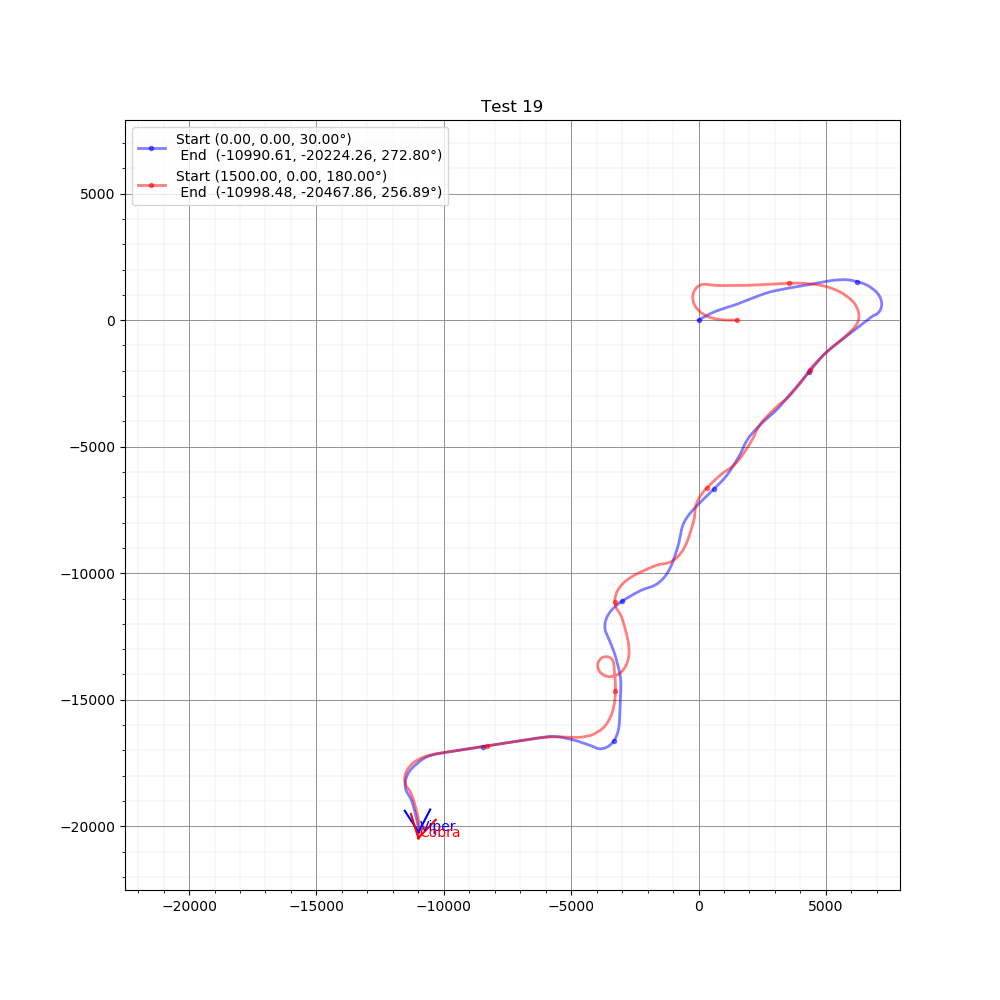 Test 19
Start (0.00, 0.00, 30.00°)
End (-10990.61, -20224.26, 272.80°)
Start (1500.00, 0.00, 180.00°)
End (-10998.48, -20467.86, 256.89°)
5000
0
−5000
−10000
−15000
−20000
Viper
Cobra
−20000 −15000 −10000 −5000 0 5000